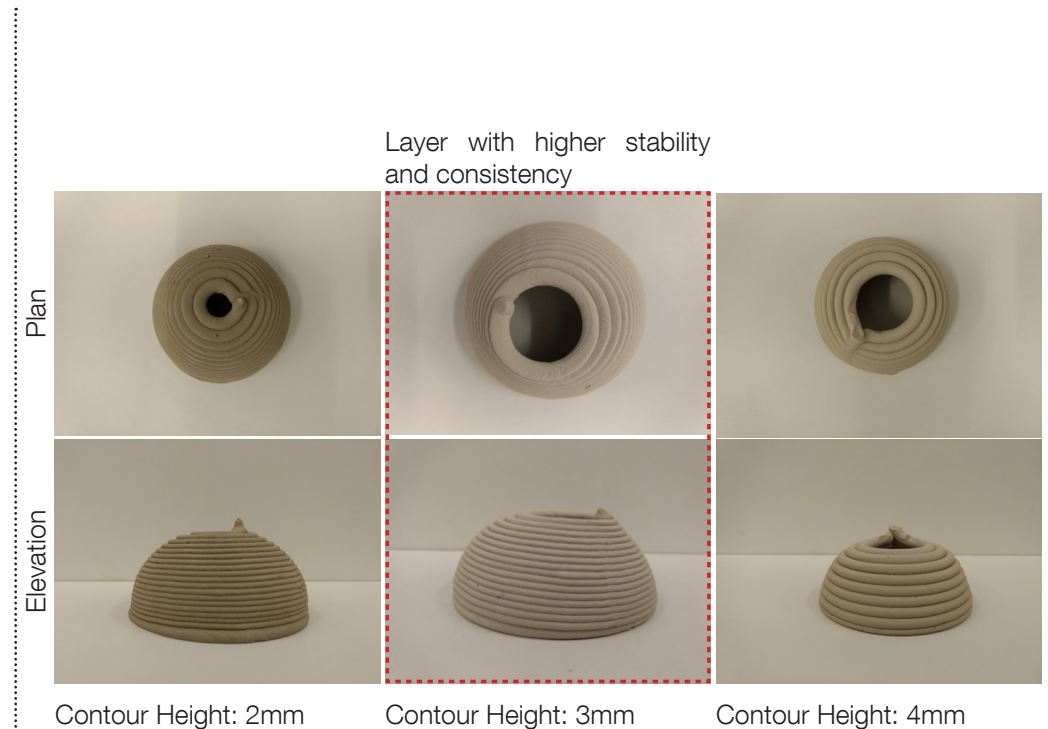 Layer with higher stability
and consistency
Plan
Elevation
Contour Height: 2mm
Contour Height: 3mm
Contour Height: 4mm